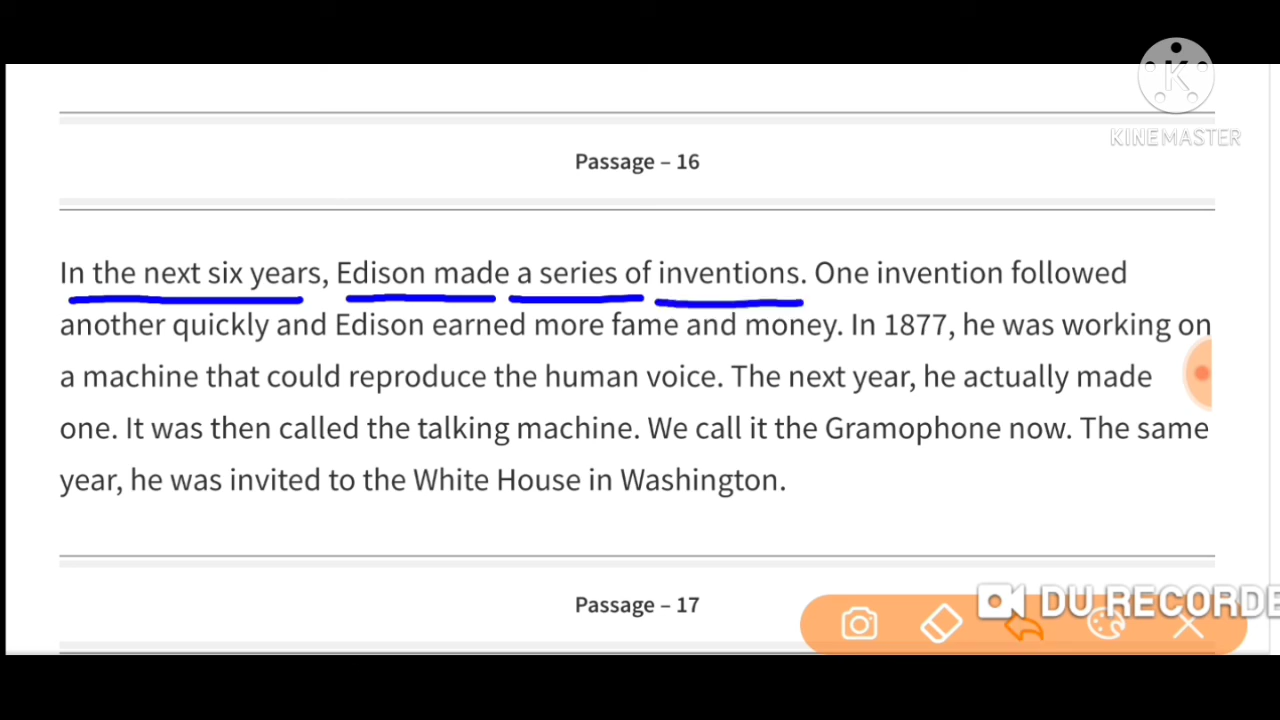 KINEMASTER
Passage – 16
In the next six years, Edison made a series of inventions. One invention followed
another quickly and Edison earned more fame and money. In 1877, he was working on
a machine that could reproduce the human voice. The next year, he actually made
one. It was then called the talking machine. We call it the Gramophone now. The same
year, he was invited to the White House in Washington.
Passage – 17
DU RECORDE